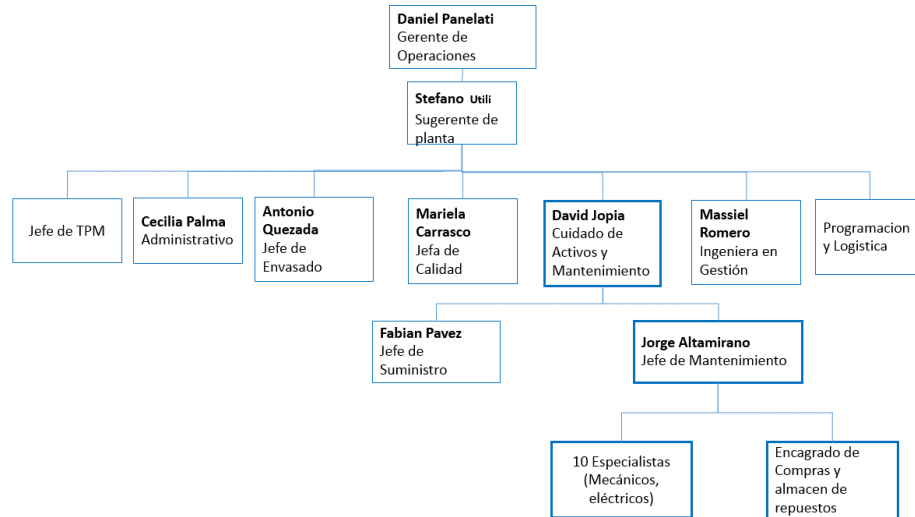 Daniel Panelati
Gerente de
Operaciones
Stefano Utili
Sugerente de
planta
Jefe de TPM
Cecilia Palma
Administrativo
Antonio
Quezada
Jefe de
Envasado
Mariela
Carrasco
Jefa de
Calidad
David Jopia
Cuidado de
Activos y
Mantenimiento
Massiel
Romero
Ingeniera en
Gestión
Programacion
y Logistica
Fabian Pavez
Jefe de
Suministro
Jorge Altamirano
Jefe de Mantenimiento
10 Especialistas
(Mecánicos,
eléctricos)
Encagrado de
Compras y
almacen de
repuestos